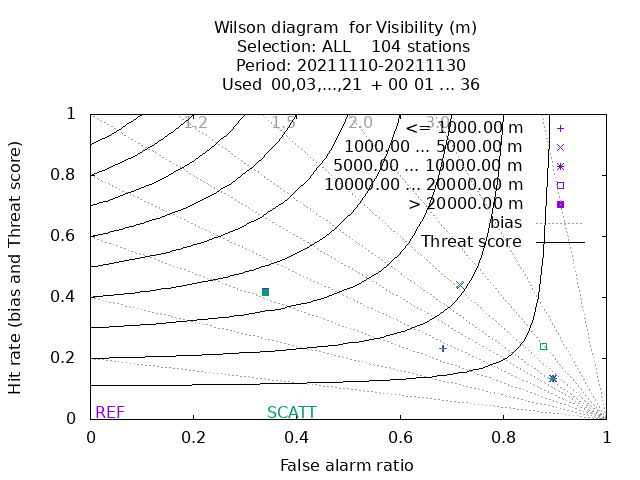 Wilson diagram  for Visibility (m)
Selection: ALL    104 stations
Period: 20211110-20211130
Used  00,03,...,21  + 00 01 ... 36
1.2 1.5 2.0 3.0
<= 1000.00 m
1000.00 ... 5000.00 m
5000.00 ... 10000.00 m
10000.00 ... 20000.00 m
> 20000.00 m
bias
Threat score
Hit rate (bias and Threat score)
1
0.8
0.6
0.4
0.2
0
REF SCATT
0 0.2 0.4 0.6 0.8 1
False alarm ratio